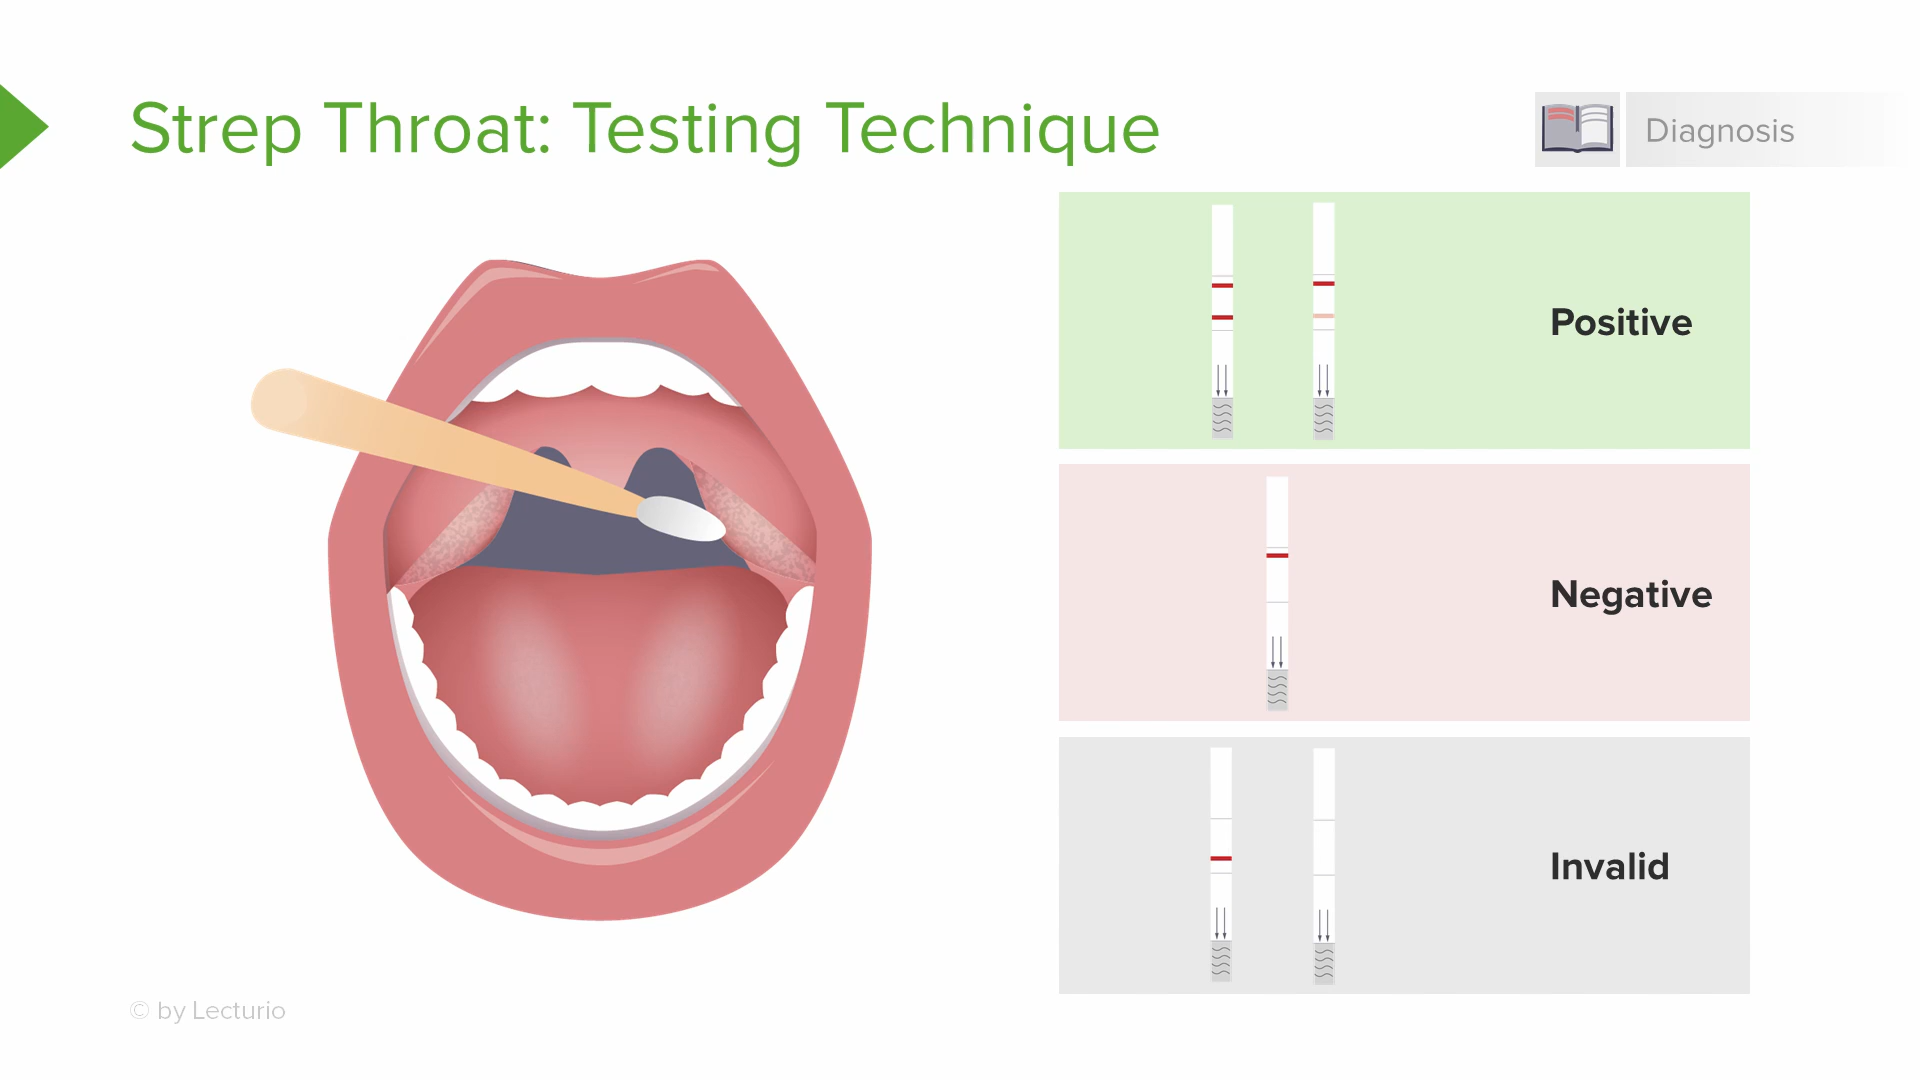 Strep Throat: Testing Technique
Diagnosis
Positive
Negative
Invalid
© by Lecturio